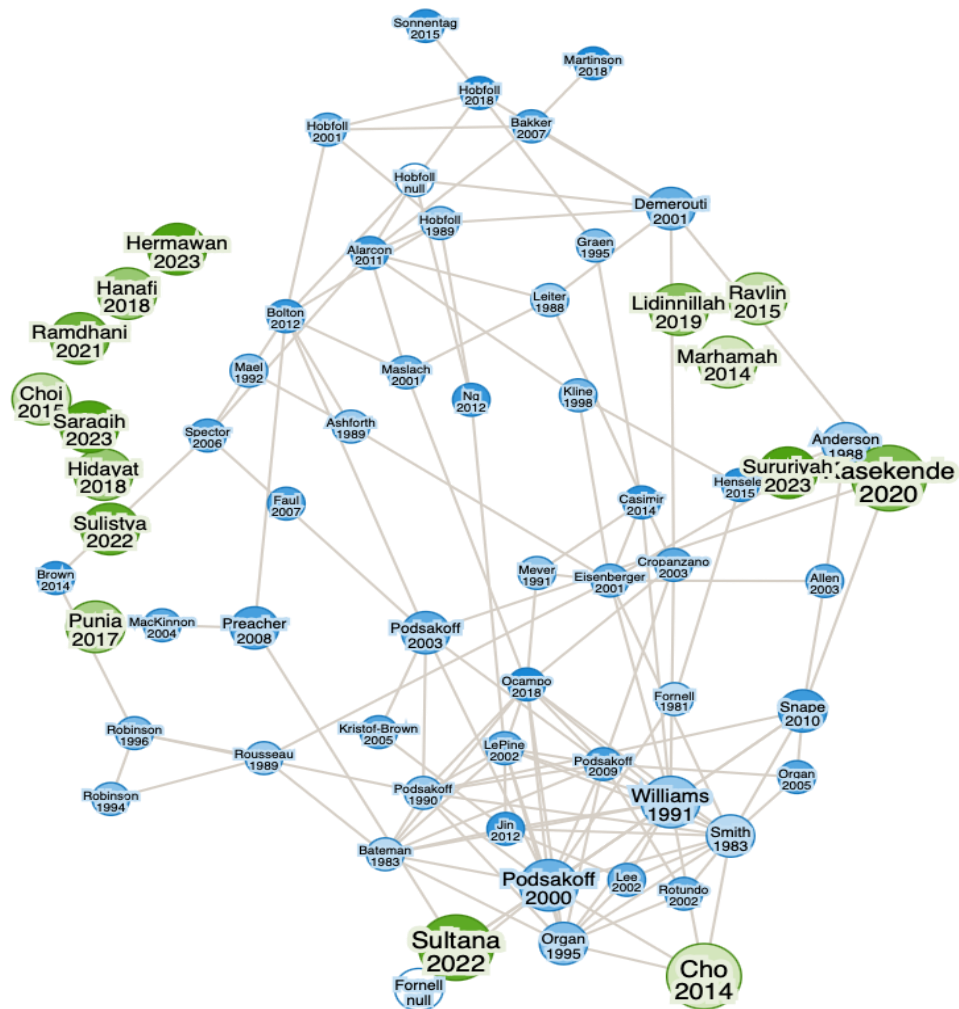 Sonnentag
2015
Martinson
2018
Hobfoll
2018
Hobfoll
2001
Bakker
2007
Hobfoll
null
Demerouti
2001
Hobfoll
1989
Hermawan
2023
Alarcon
2011
Graen
1995
Hanafi
2018
Leiter
1988
Lidinnillah
2019
Ravlin
2015
Bolton
2012
Ramdhani
2021
Marhamah
2014
Mael
1992
Maslach
2001
Choi
2015
Ng
2012
Kline
1998
Saragih
2023
Spector
2006
Ashforth
1989
Anderson
1988
Hidayat
2018
Sururiyah
2023
Kasekende
2020
Hensele
2015
Faul
2007
Casimir
2014
Sulistya
2022
Brown
2014
Meyer
1991
Eisenberger
2001
Cropanzano
2003
Allen
2003
Punia
2017
MacKinnon
2004
Preacher
2008
Podsakoff
2003
Ocampo
2018
Fornell
1981
Snape
2010
Robinson
1996
Kristof-Brown
2005
LePine
2002
Rousseau
1989
Podsakoff
2009
Organ
2005
Robinson
1994
Podsakoff
1990
Williams
1991
Jin
2012
Smith
1983
Bateman
1983
Podsakoff
2000
Lee
2002
Rotundo
2002
Sultana
2022
Organ
1995
Cho
2014
Fornell
null